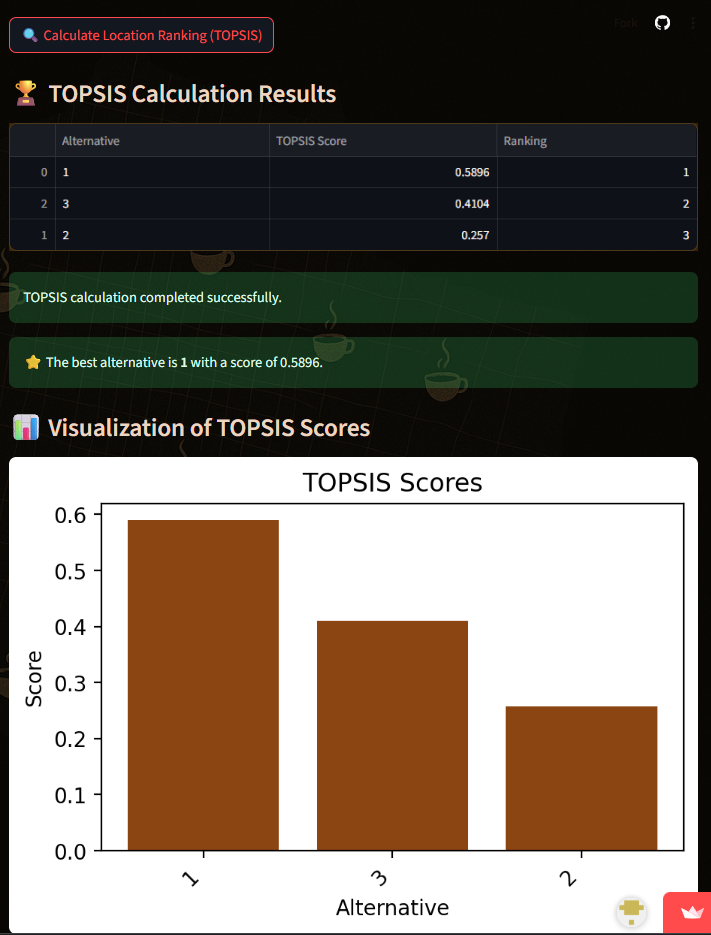 Calculate Location Ranking (TOPSIS)
Fork
TOPSIS Calculation Results
Alternative TOPSIS Score Ranking
0 1 0.5896 1
2 3 0.4104 2
1 2 0.257 3
TOPSIS calculation completed successfully.
The best alternative is 1 with a score of 0.5896.
Visualization of TOPSIS Scores
TOPSIS Scores
0.6
0.5
0.4
0.3
0.2
0.1
0.0
Score
1 3 2
Alternative